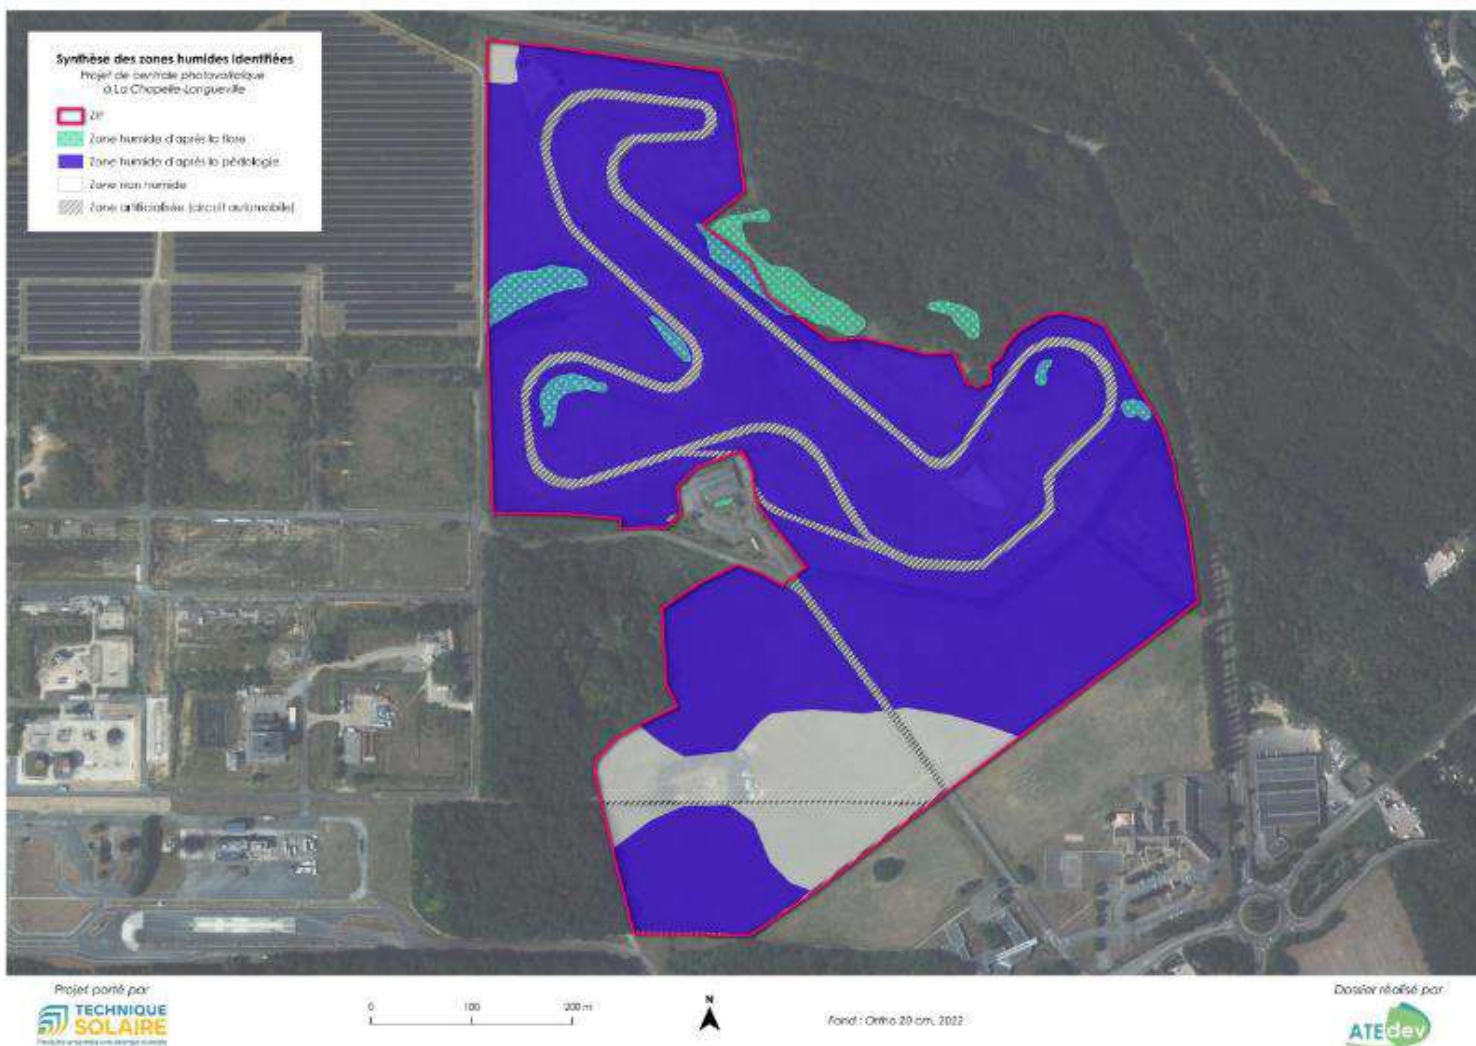 Synthèse des zones humides identifiées
Projet de centrale photovoltaïque
à La Chapelle-Longueville
ZIP
Zone humide d'après la flore
Zone humide d'après la pédologie
Zone non humide
Zone artificialisée (circuit automobile)
Projet porté par
TECHNIQUE
SOLAIRE
0 100 200 m
N
Fond : Ortho 20 cm, 2022
Dossier réalisé par
ATEdev